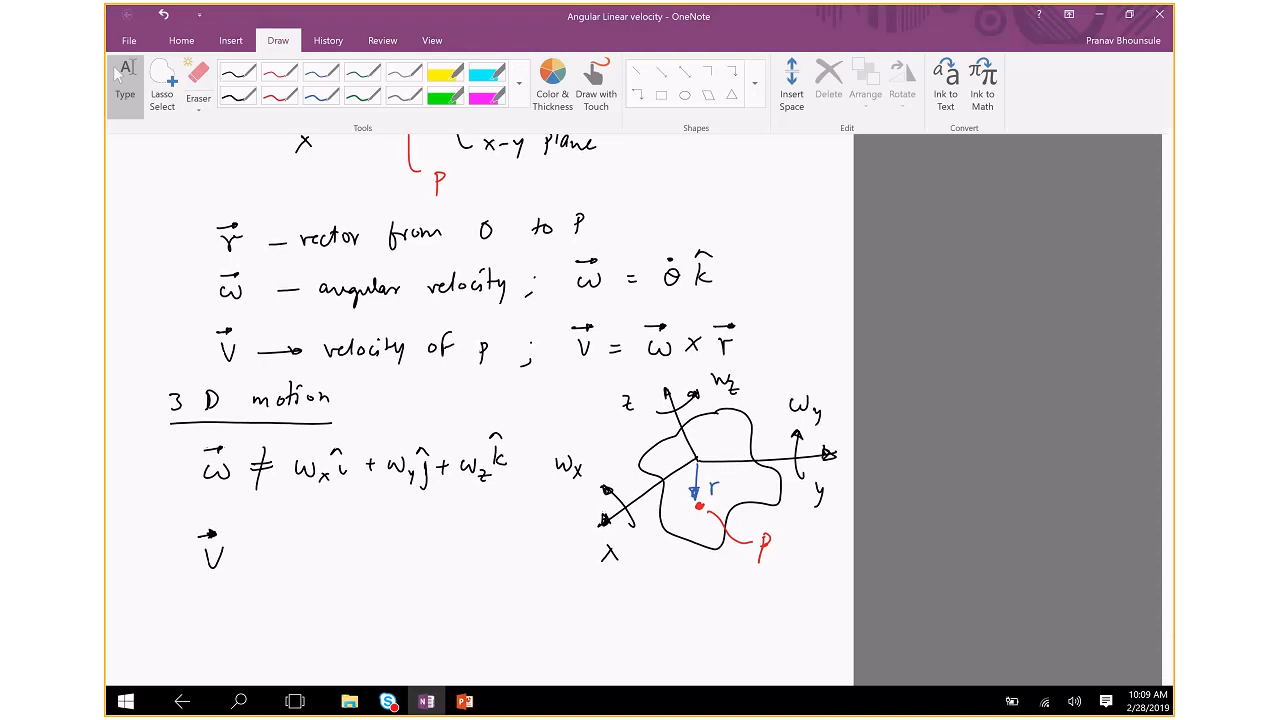 Angular Linear velocity - OneNote
?
File Home Insert Draw History Review View
Pranav Bhounsule
Type
Lasso Select
Eraser
Color & Thickness
Draw with Touch
Insert Space
Delete
Arrange
Rotate
Ink to Text
Ink to Math
Tools
Shapes
Edit
Convert
x
x-y plane
P
r⃗ – vector from O to P
ω⃗ – angular velocity ; ω⃗ = θ̇ k̂
V⃗ → velocity of p ; V⃗ = ω⃗ × r⃗
3 D motion
z
ωz
ωy
ω⃗ ≠ ωx î + ωy ĵ + ωz k̂
ωx
r
y
V⃗
x
P
10:09 AM
2/28/2019